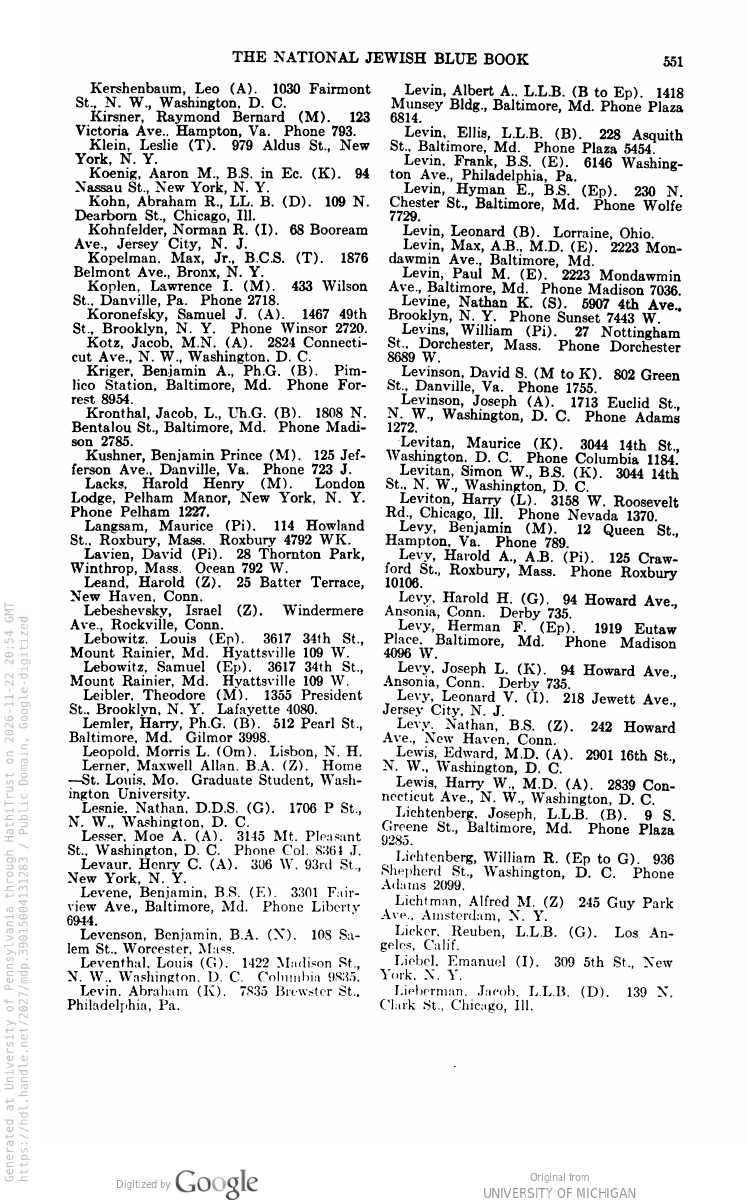 THE NATIONAL JEWISH BLUE BOOK 551
Kershenbaum, Leo (A). 1030 Fairmont
St., N. W., Washington, D. C.
Kirsner, Raymond Bernard (M). 123
Victoria Ave., Hampton, Va. Phone 793.
Klein, Leslie (T). 979 Aldus St., New
York, N. Y.
Koenig, Aaron M., B.S. in Ec. (K). 94
Nassau St., New York, N. Y.
Kohn, Abraham R., LL. B. (D). 109 N.
Dearborn St., Chicago, Ill.
Kohnfelder, Norman R. (I). 68 Booream
Ave., Jersey City, N. J.
Kopelman, Max, Jr., B.C.S. (T). 1876
Belmont Ave., Bronx, N. Y.
Koplen, Lawrence I. (M). 433 Wilson
St., Danville, Pa. Phone 2718.
Koronefsky, Samuel J. (A). 1467 49th
St., Brooklyn, N. Y. Phone Winsor 2720.
Kotz, Jacob, M.N. (A). 2824 Connecti-
cut Ave., N. W., Washington, D. C.
Kriger, Benjamin A., Ph.G. (B). Pim-
lico Station, Baltimore, Md. Phone For-
rest 8954.
Kronthal, Jacob, L., Uh.G. (B). 1808 N.
Bentalou St., Baltimore, Md. Phone Madi-
son 2785.
Kushner, Benjamin Prince (M). 125 Jef-
ferson Ave., Danville, Va. Phone 723 J.
Lacks, Harold Henry (M). London
Lodge, Pelham Manor, New York, N. Y.
Phone Pelham 1227.
Langsam, Maurice (Pi). 114 Howland
St., Roxbury, Mass. Roxbury 4792 WK.
Lavien, David (Pi). 28 Thornton Park,
Winthrop, Mass. Ocean 792 W.
Leand, Harold (Z). 25 Batter Terrace,
New Haven, Conn.
Lebeshevsky, Israel (Z). Windermere
Ave., Rockville, Conn.
Lebowitz, Louis (Ep). 3617 34th St.,
Mount Rainier, Md. Hyattsville 109 W.
Lebowitz, Samuel (Ep). 3617 34th St.,
Mount Rainier, Md. Hyattsville 109 W.
Leibler, Theodore (M). 1355 President
St., Brooklyn, N. Y. Lafayette 4080.
Lemler, Harry, Ph.G. (B). 512 Pearl St.,
Baltimore, Md. Gilmor 3998.
Leopold, Morris L. (Om). Lisbon, N. H.
Lerner, Maxwell Allan, B.A. (Z). Home
—St. Louis, Mo. Graduate Student, Wash-
ington University.
Lesnie, Nathan, D.D.S. (G). 1706 P St.,
N. W., Washington, D. C.
Lesser, Moe A. (A). 3145 Mt. Pleasant
St., Washington, D. C. Phone Col. 8364 J.
Levaur, Henry C. (A). 306 W. 93rd St.,
New York, N. Y.
Levene, Benjamin, B.S. (E). 3301 Fair-
view Ave., Baltimore, Md. Phone Liberty
6944.
Levenson, Benjamin, B.A. (N). 108 Sa-
lem St., Worcester, Mass.
Leventhal, Louis (G). 1422 Madison St.,
N. W., Washington, D. C. Columbia 9835.
Levin, Abraham (K). 7835 Brewster St.,
Philadelphia, Pa.
Levin, Albert A., L.L.B. (B to Ep). 1418
Munsey Bldg., Baltimore, Md. Phone Plaza
6814.
Levin, Ellis, L.L.B. (B). 228 Asquith
St., Baltimore, Md. Phone Plaza 5454.
Levin, Frank, B.S. (E). 6146 Washing-
ton Ave., Philadelphia, Pa.
Levin, Hyman E., B.S. (Ep). 230 N.
Chester St., Baltimore, Md. Phone Wolfe
7729.
Levin, Leonard (B). Lorraine, Ohio.
Levin, Max, A.B., M.D. (E). 2223 Mon-
dawmin Ave., Baltimore, Md.
Levin, Paul M. (E). 2223 Mondawmin
Ave., Baltimore, Md. Phone Madison 7036.
Levine, Nathan K. (S). 5907 4th Ave.,
Brooklyn, N. Y. Phone Sunset 7443 W.
Levins, William (Pi). 27 Nottingham
St., Dorchester, Mass. Phone Dorchester
8689 W.
Levinson, David S. (M to K). 802 Green
St., Danville, Va. Phone 1755.
Levinson, Joseph (A). 1713 Euclid St.,
N. W., Washington, D. C. Phone Adams
1272.
Levitan, Maurice (K). 3044 14th St.,
Washington, D. C. Phone Columbia 1184.
Levitan, Simon W., B.S. (K). 3044 14th
St., N. W., Washington, D. C.
Leviton, Harry (L). 3158 W. Roosevelt
Rd., Chicago, Ill. Phone Nevada 1370.
Levy, Benjamin (M). 12 Queen St.,
Hampton, Va. Phone 789.
Levy, Harold A., A.B. (Pi). 125 Craw-
ford St., Roxbury, Mass. Phone Roxbury
10106.
Levy, Harold H. (G). 94 Howard Ave.,
Ansonia, Conn. Derby 735.
Levy, Herman F. (Ep). 1919 Eutaw
Place, Baltimore, Md. Phone Madison
4096 W.
Levy, Joseph L. (K). 94 Howard Ave.,
Ansonia, Conn. Derby 735.
Levy, Leonard V. (I). 218 Jewett Ave.,
Jersey City, N. J.
Levy, Nathan, B.S. (Z). 242 Howard
Ave., New Haven, Conn.
Lewis, Edward, M.D. (A). 2901 16th St.,
N. W., Washington, D. C.
Lewis, Harry W., M.D. (A). 2839 Con-
necticut Ave., N. W., Washington, D. C.
Lichtenberg, Joseph, L.L.B. (B). 9 S.
Greene St., Baltimore, Md. Phone Plaza
9285.
Lichtenberg, William R. (Ep to G). 936
Shepherd St., Washington, D. C. Phone
Adams 2099.
Lichtman, Alfred M. (Z) 245 Guy Park
Ave., Amsterdam, N. Y.
Licker, Reuben, L.L.B. (G). Los An-
geles, Calif.
Liebel, Emanuel (I). 309 5th St., New
York, N. Y.
Lieberman, Jacob, L.L.B. (D). 139 N.
Clark St., Chicago, Ill.
Generated at University of Pennsylvania through HathiTrust on 2026-11-22 20:54 GMT
https://hdl.handle.net/2027/mdp.39015004131283 / Public Domain, Google-digitized
Digitized by Google
Original from
UNIVERSITY OF MICHIGAN